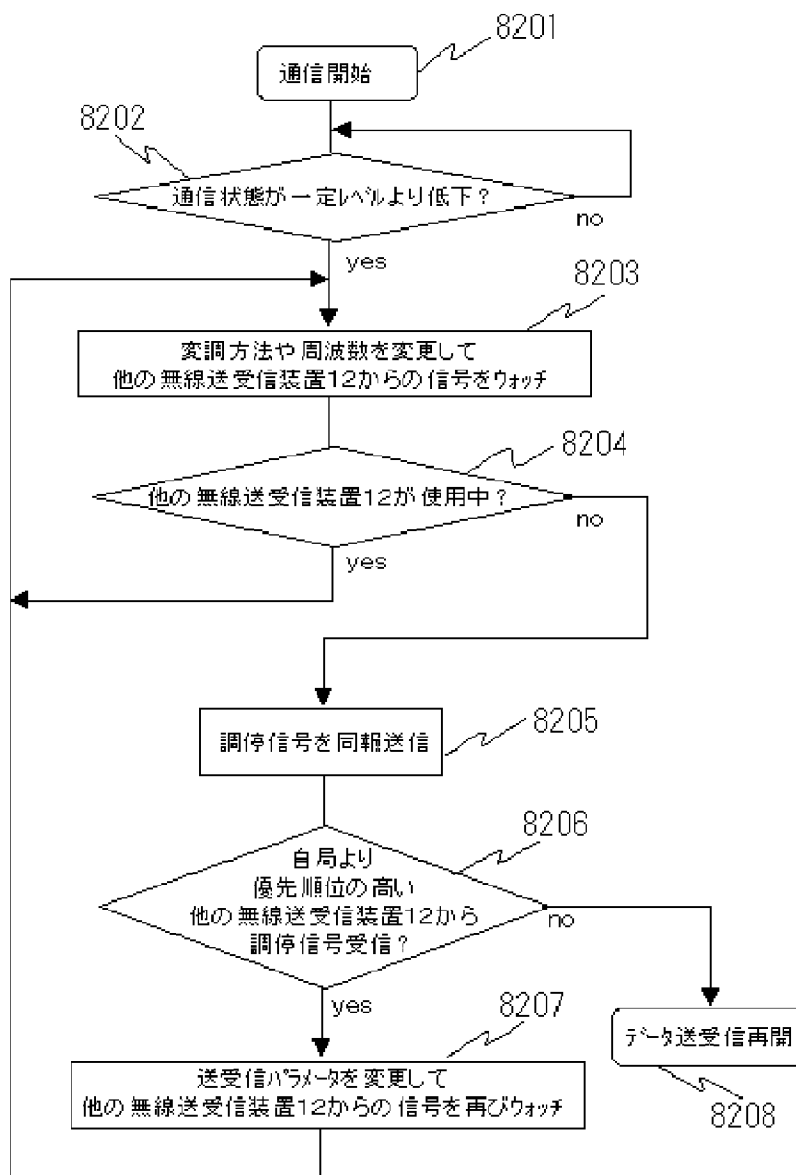 8201
通信開始
8202
通信状態が一定ﾚﾍﾞﾙより低下?
no
yes
8203
変調方法や周波数を変更して
他の無線送受信装置12からの信号をｳｫｯﾁ
8204
他の無線送受信装置12が使用中?
no
yes
調停信号を同報送信
8205
8206
自局より
優先順位の高い
他の無線送受信装置12から
調停信号受信?
no
yes
8207
ﾃﾞｰﾀ送受信再開
送受信ﾊﾟﾗﾒｰﾀを変更して
他の無線送受信装置12からの信号を再びｳｫｯﾁ
8208